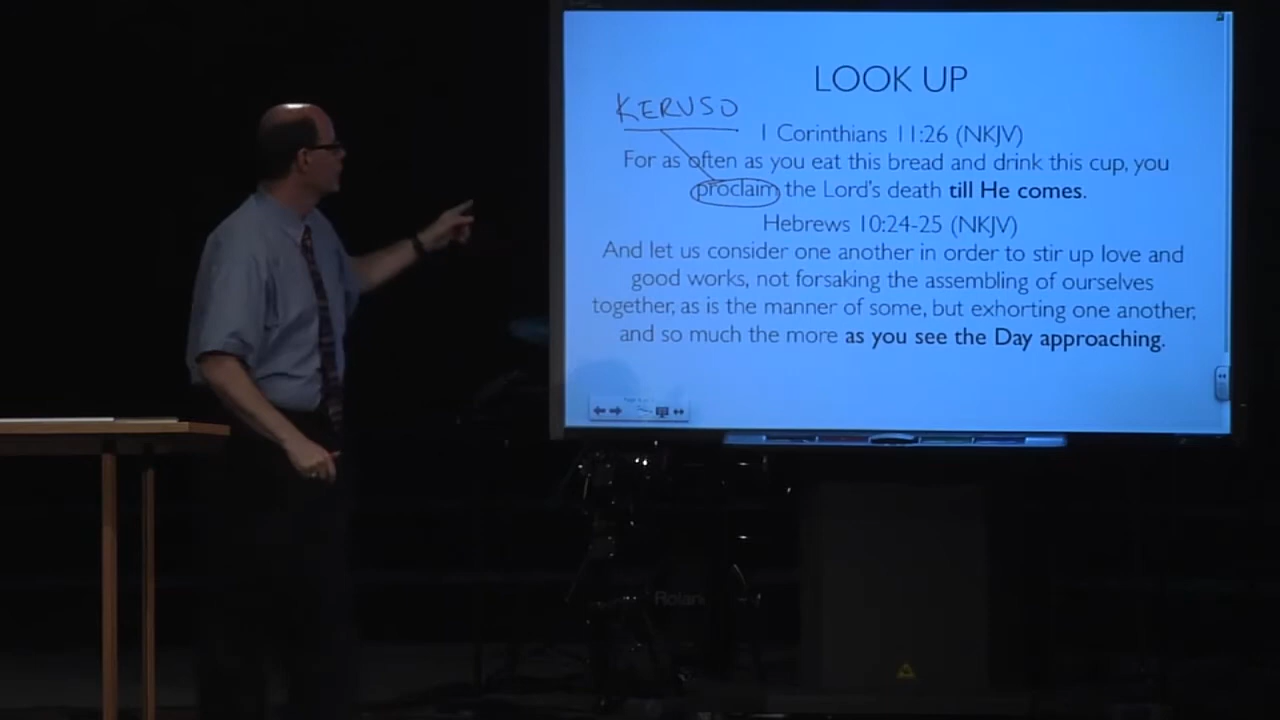 LOOK UP
KERUSO
1 Corinthians 11:26 (NKJV)
For as often as you eat this bread and drink this cup, you
proclaim the Lord's death till He comes.
Hebrews 10:24-25 (NKJV)
And let us consider one another in order to stir up love and
good works, not forsaking the assembling of ourselves
together, as is the manner of some, but exhorting one another,
and so much the more as you see the Day approaching.
Roland